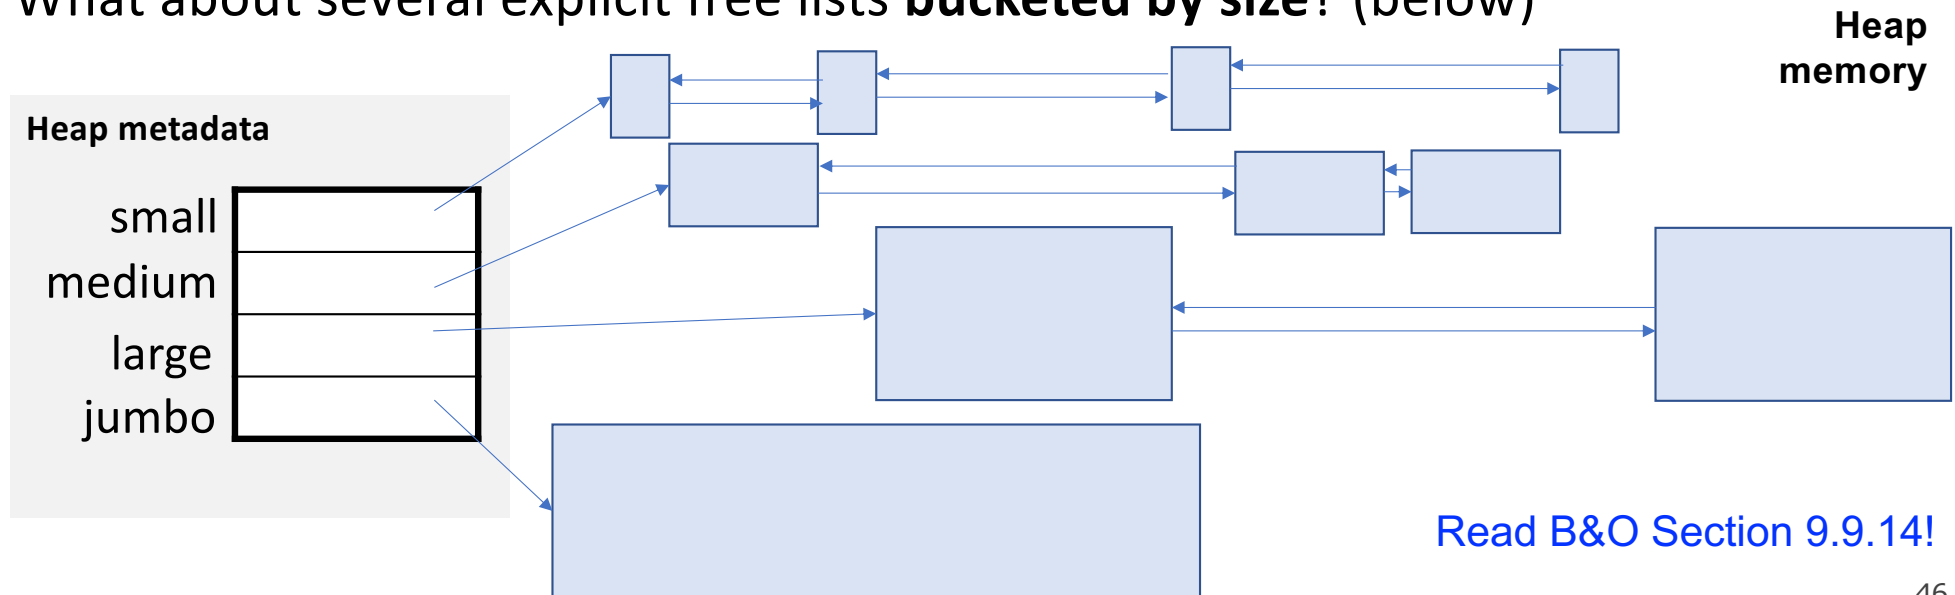 What about several explicit free lists bucketed by size? (below)
Heap
memory
Heap metadata
small
medium
large
jumbo
Read B&O Section 9.9.14!
46